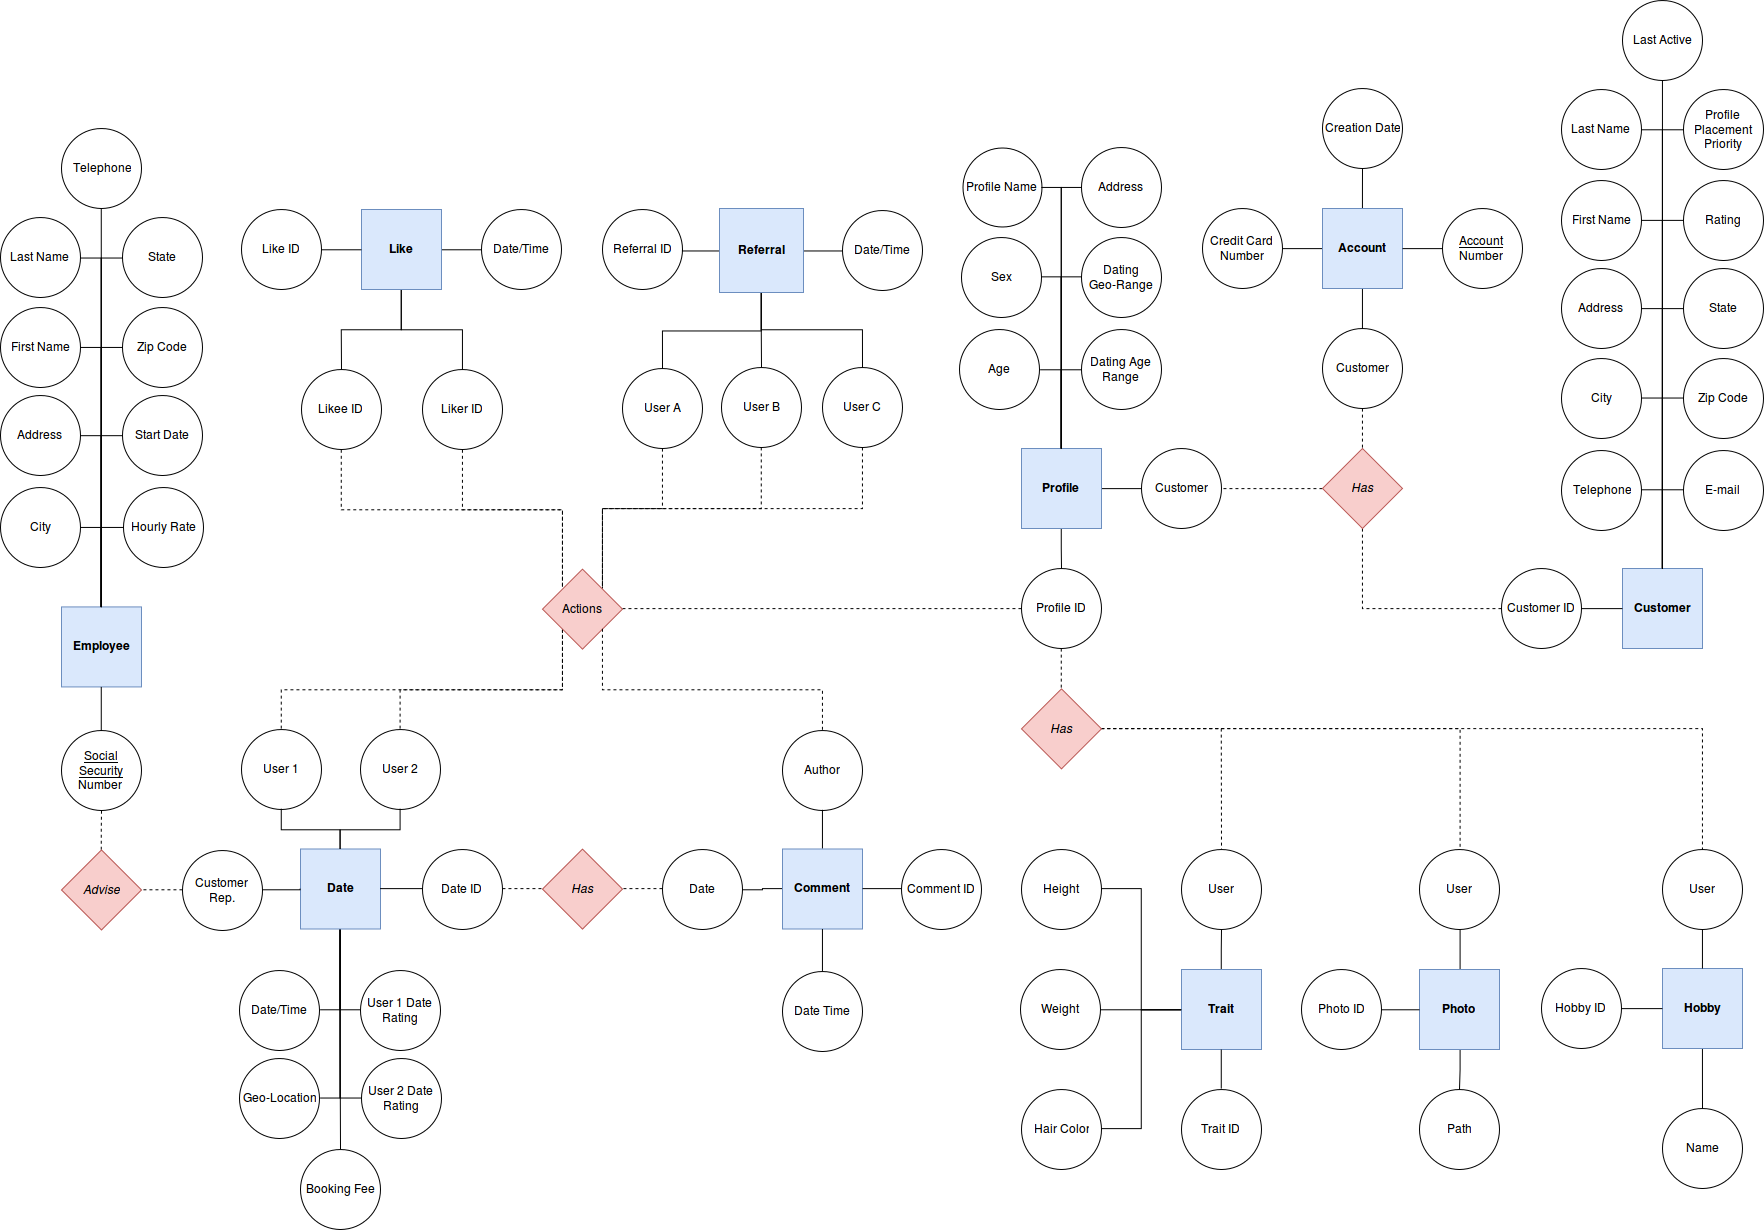 Last Active
Last Name
Profile
Placement
Priority
Creation Date
Telephone
Profile Name
Address
First Name
Rating
Last Name
State
Like ID
Like
Date/Time
Referral ID
Referral
Date/Time
Sex
Dating
Geo-Range
Credit Card
Number
Account
Account
Number
Address
State
First Name
Zip Code
Age
Dating Age
Range
Customer
City
Zip Code
Likee ID
Liker ID
User A
User B
User C
Address
Start Date
Profile
Customer
Has
Telephone
E-mail
City
Hourly Rate
Actions
Profile ID
Customer ID
Customer
Employee
Social
Security
Number
User 1
User 2
Author
Has
Advise
Customer
Rep.
Date
Date ID
Has
Date
Comment
Comment ID
Height
User
User
User
Date/Time
User 1 Date
Rating
Date Time
Weight
Trait
Photo ID
Photo
Hobby ID
Hobby
Geo-Location
User 2 Date
Rating
Hair Color
Trait ID
Path
Name
Booking Fee